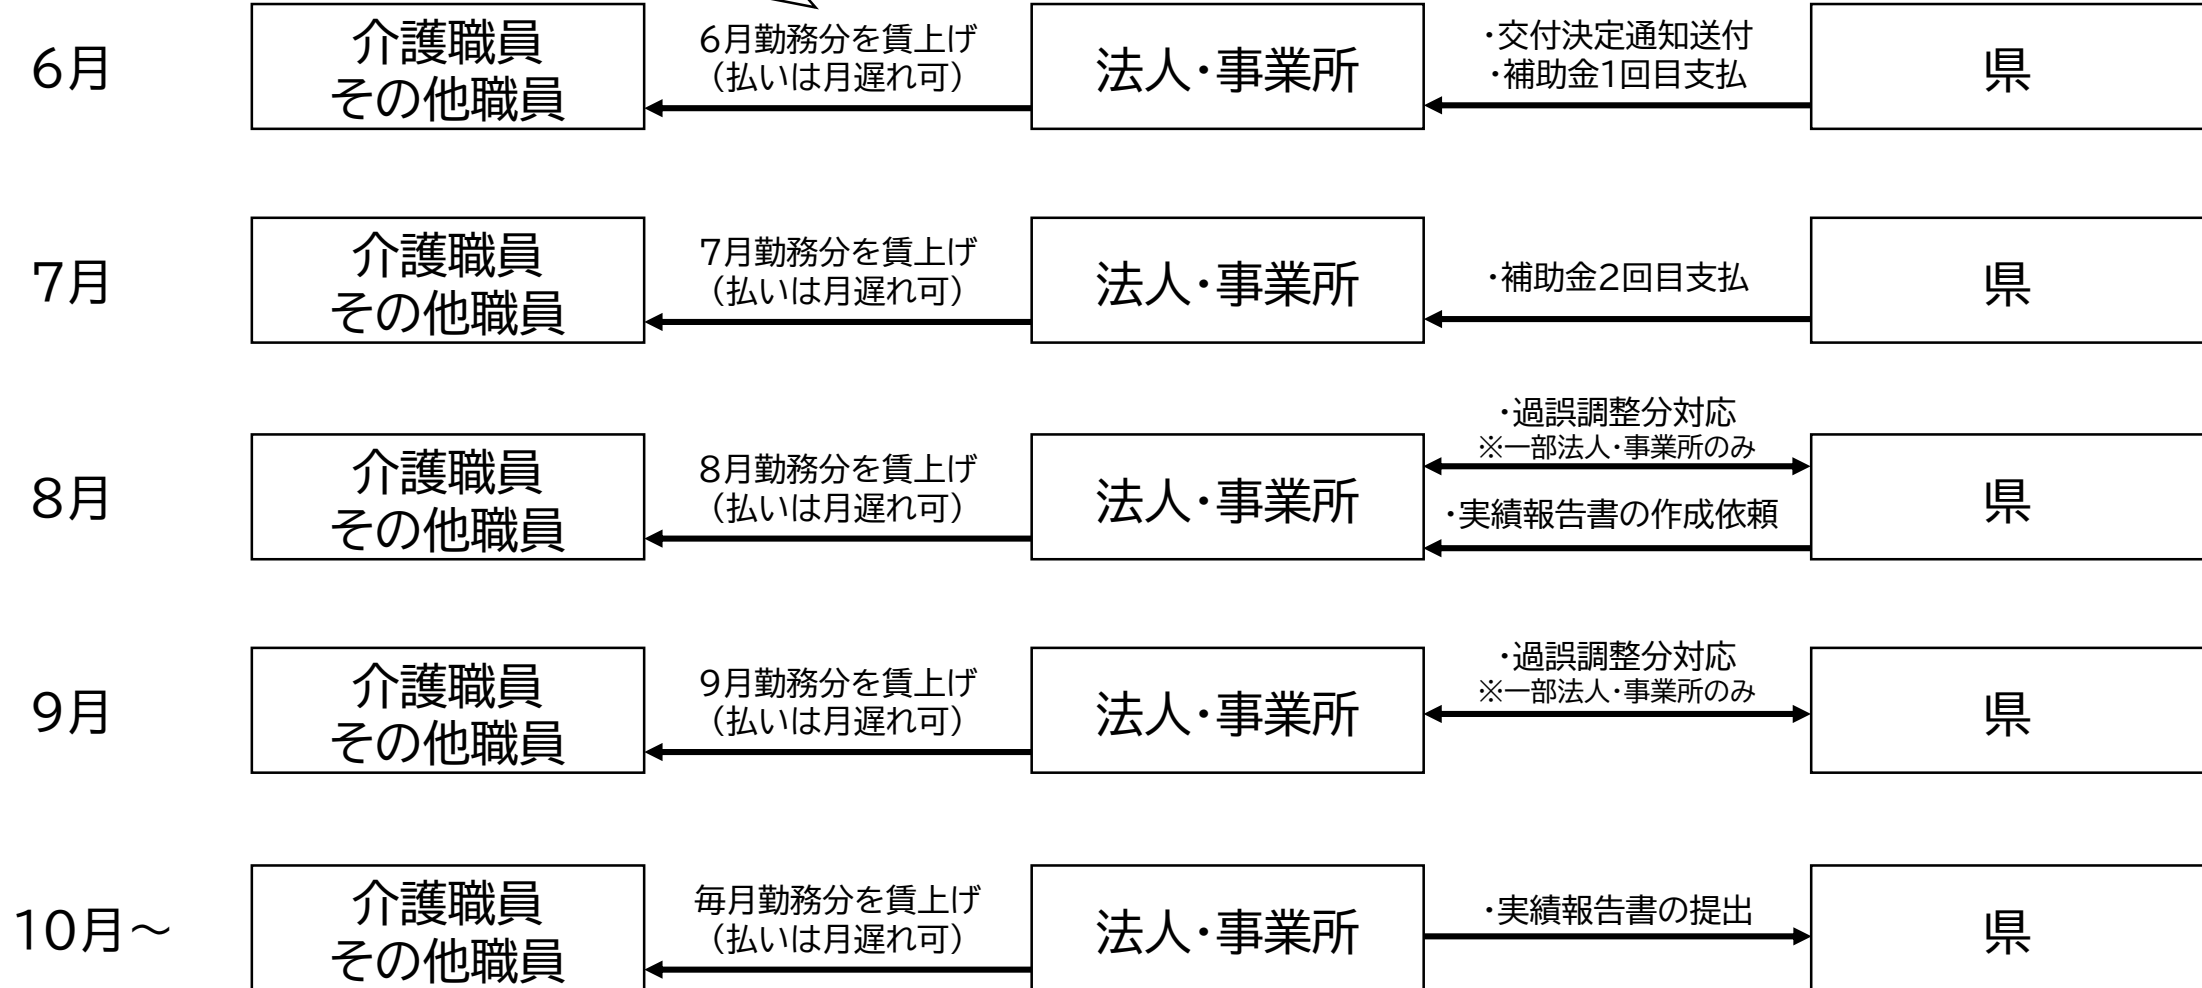 6月
介護職員
その他職員
6月勤務分を賃上げ
（払いは月遅れ可）
法人・事業所
・交付決定通知送付
・補助金1回目支払
県
7月
介護職員
その他職員
7月勤務分を賃上げ
（払いは月遅れ可）
法人・事業所
・補助金2回目支払
県
8月
介護職員
その他職員
8月勤務分を賃上げ
（払いは月遅れ可）
法人・事業所
・過誤調整分対応
※一部法人・事業所のみ
・実績報告書の作成依頼
県
9月
介護職員
その他職員
9月勤務分を賃上げ
（払いは月遅れ可）
法人・事業所
・過誤調整分対応
※一部法人・事業所のみ
県
10月～
介護職員
その他職員
毎月勤務分を賃上げ
（払いは月遅れ可）
法人・事業所
・実績報告書の提出
県